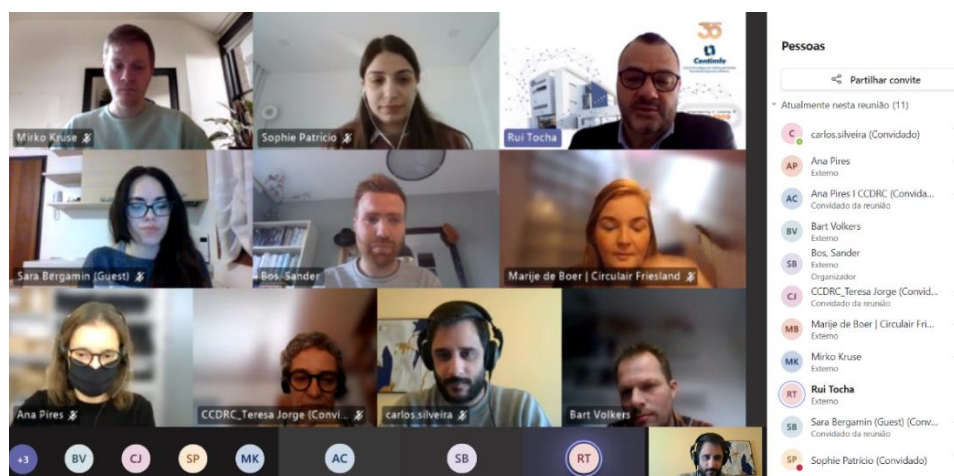 36
Centimfe
Mirko Kruse
Sophie Patrício
Rui Tocha
Sara Bergamin (Guest)
Bos, Sander
Marije de Boer | Circulair Friesland
Ana Pires
CCDRC_Teresa Jorge (Convi...
carlos.silveira
Bart Volkers
+3
BV
CJ
SP
MK
AC
SB
RT
Pessoas
Partilhar convite
Atualmente nesta reunião (11)
C
carlos.silveira (Convidado)
AP
Ana Pires
Externo
AC
Ana Pires I CCDRC (Convida...
Convidado da reunião
BV
Bart Volkers
Externo
SB
Bos, Sander
Externo
Organizador
CJ
CCDRC_Teresa Jorge (Convid...
Convidado da reunião
MB
Marije de Boer | Circulair Fri...
Externo
MK
Mirko Kruse
Externo
RT
Rui Tocha
Externo
SB
Sara Bergamin (Guest) (Conv...
Convidado da reunião
SP
Sophie Patrício (Convidado)